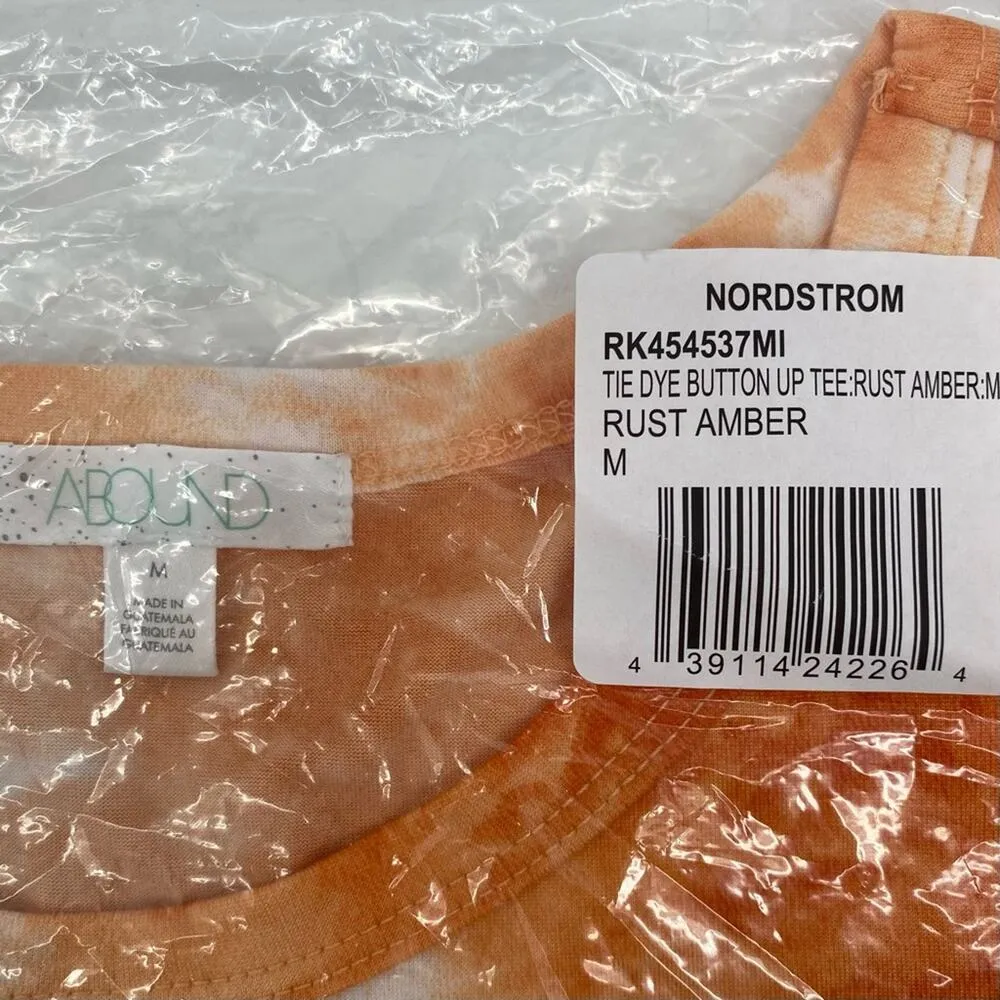 NORDSTROM
RK454537MI
TIE DYE BUTTON UP TEE:RUST AMBER:M
RUST AMBER
M
4 39114 24226 4
ABOUND
M
MADE IN
GUATEMALA
FABRIQUÉ AU
GUATEMALA